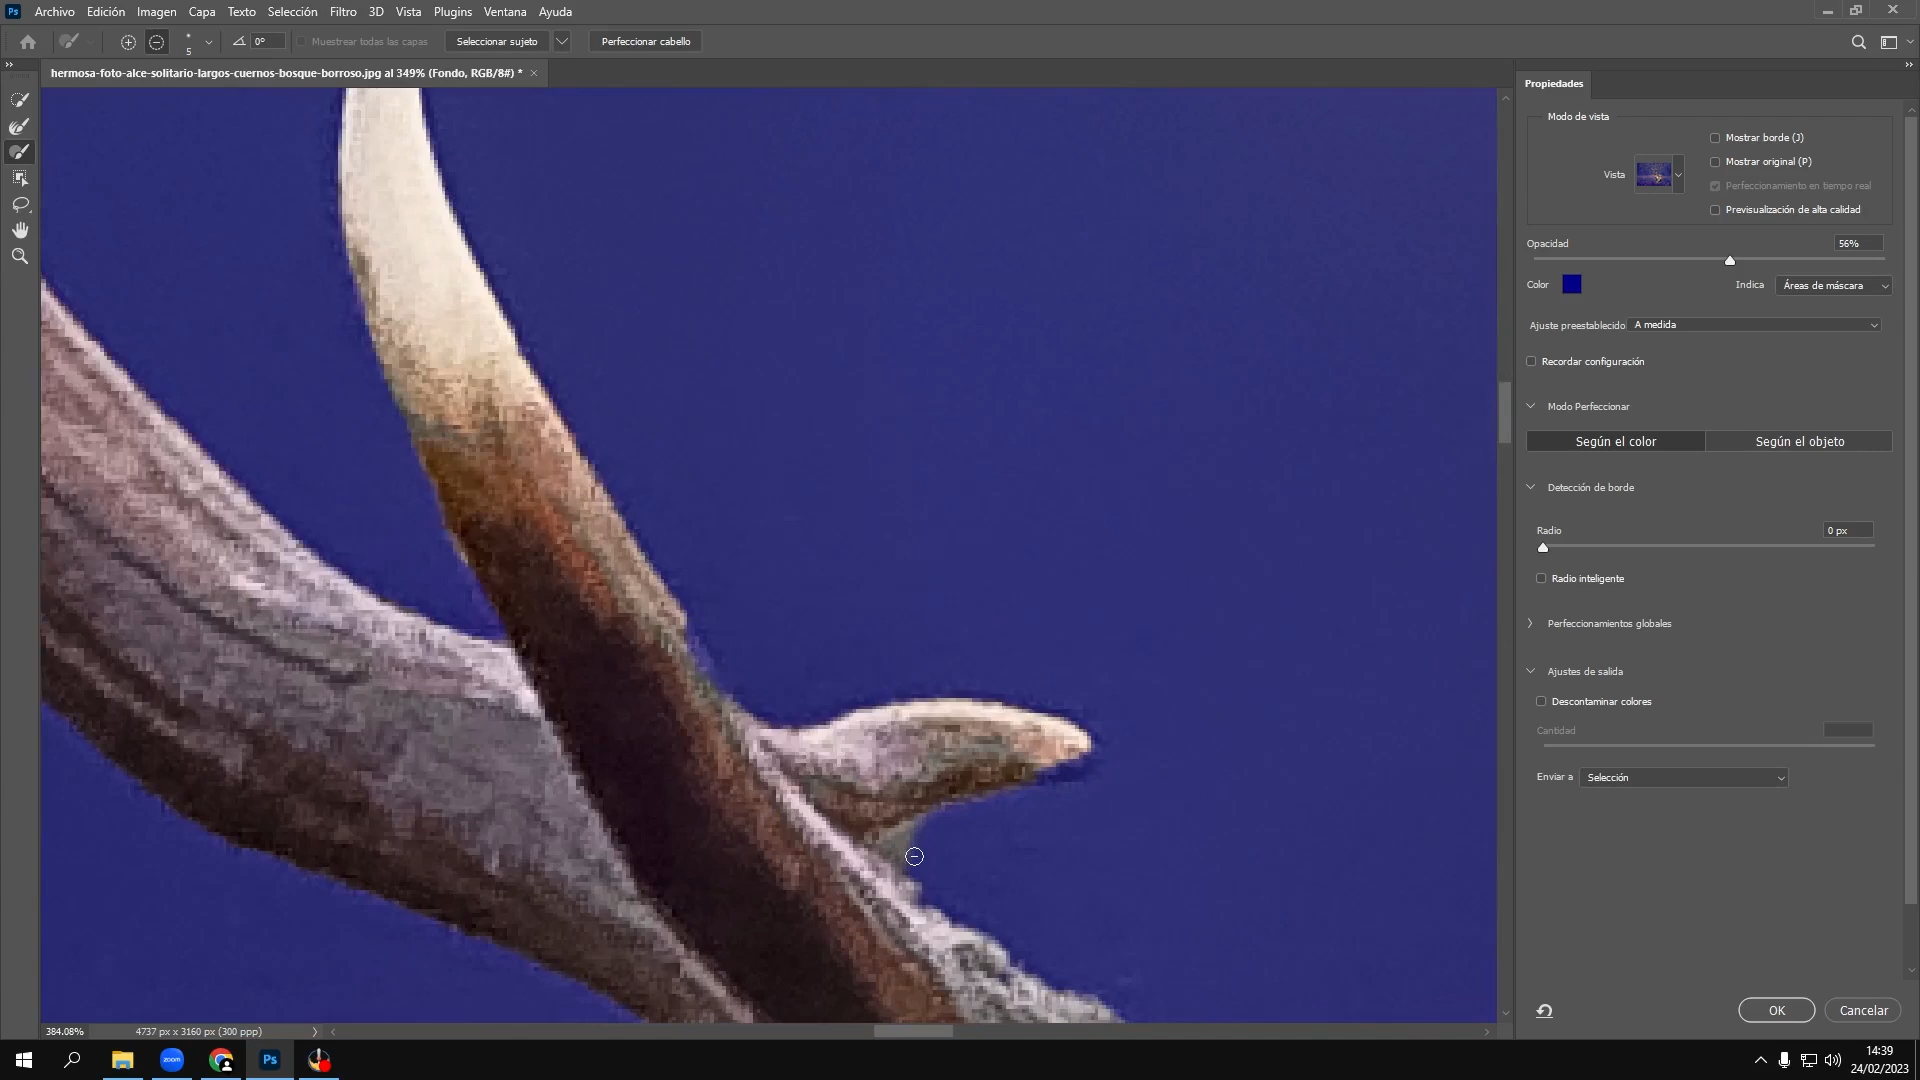 Ps Archivo Edición Imagen Capa Texto Selección Filtro 3D Vista Plugins Ventana Ayuda
5 0° Muestrear todas las capas Seleccionar sujeto Perfeccionar cabello
hermosa-foto-alce-solitario-largos-cuernos-bosque-borroso.jpg al 349% (Fondo, RGB/8#) *
Propiedades
Modo de vista
Mostrar borde (J)
Mostrar original (P)
Vista
Perfeccionamiento en tiempo real
Previsualización de alta calidad
Opacidad 56%
Color Indica Áreas de máscara
Ajuste preestablecido A medida
Recordar configuración
Modo Perfeccionar
Según el color Según el objeto
Detección de borde
Radio 0 px
Radio inteligente
Perfeccionamientos globales
Ajustes de salida
Descontaminar colores
Cantidad
Enviar a Selección
OK Cancelar
384.08% 4737 px x 3160 px (300 ppp)
zoom Ps
14:39
24/02/2023